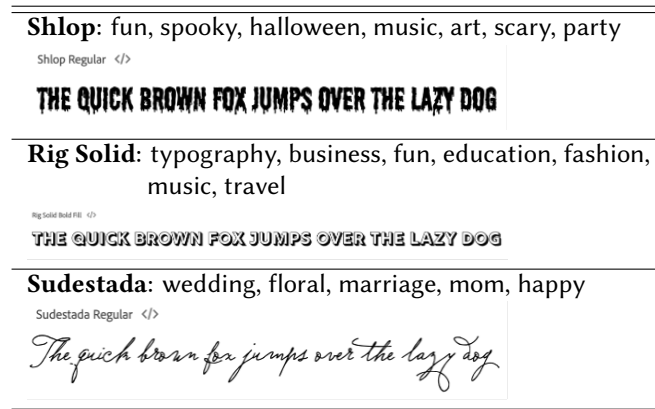 Shlop: fun, spooky, halloween, music, art, scary, party
Shlop Regular </>
THE QUICK BROWN FOX JUMPS OVER THE LAZY DOG
Rig Solid: typography, business, fun, education, fashion,
music, travel
Rig Solid Bold Fill </>
THE QUICK BROWN FOX JUMPS OVER THE LAZY DOG
Sudestada: wedding, floral, marriage, mom, happy
Sudestada Regular </>
The quick brown fox jumps over the lazy dog